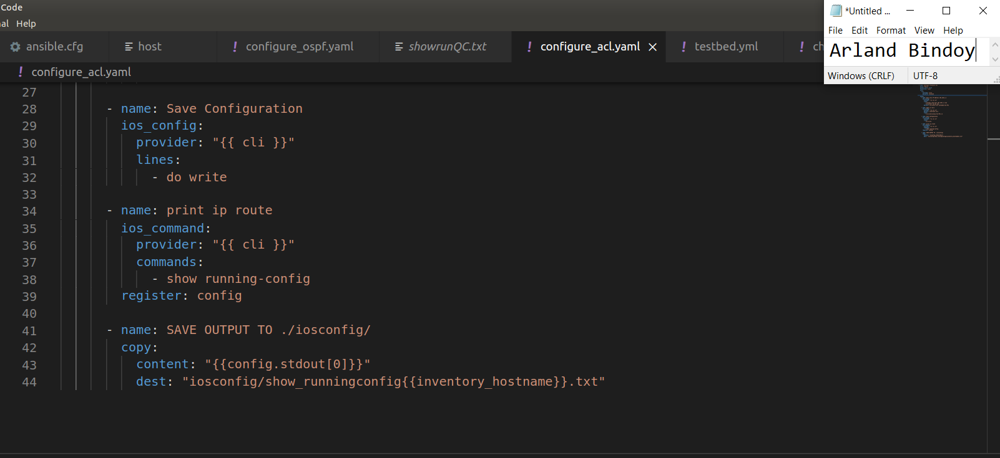 Code
al Help
ansible.cfg host configure_ospf.yaml showrunQC.txt configure_acl.yaml testbed.yml ch
configure_acl.yaml
*Untitled ...
File Edit Format View Help
Arland Bindoy
Windows (CRLF) UTF-8
27
28 - name: Save Configuration
29 ios_config:
30 provider: "{{ cli }}"
31 lines:
32 - do write
33
34 - name: print ip route
35 ios_command:
36 provider: "{{ cli }}"
37 commands:
38 - show running-config
39 register: config
40
41 - name: SAVE OUTPUT TO ./iosconfig/
42 copy:
43 content: "{{config.stdout[0]}}"
44 dest: "iosconfig/show_runningconfig{{inventory_hostname}}.txt"